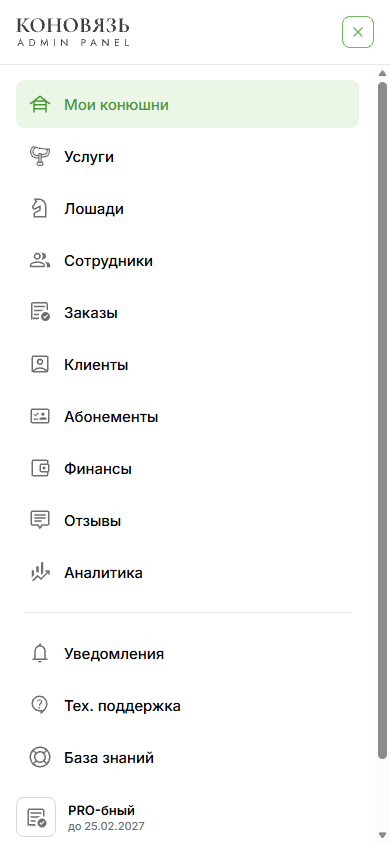 КОНОВЯЗЬ
ADMIN PANEL
Мои конюшни
Услуги
Лошади
Сотрудники
Заказы
Клиенты
Абонементы
Финансы
Отзывы
Аналитика
Уведомления
Тех. поддержка
База знаний
PRO-бный
до 25.02.2027